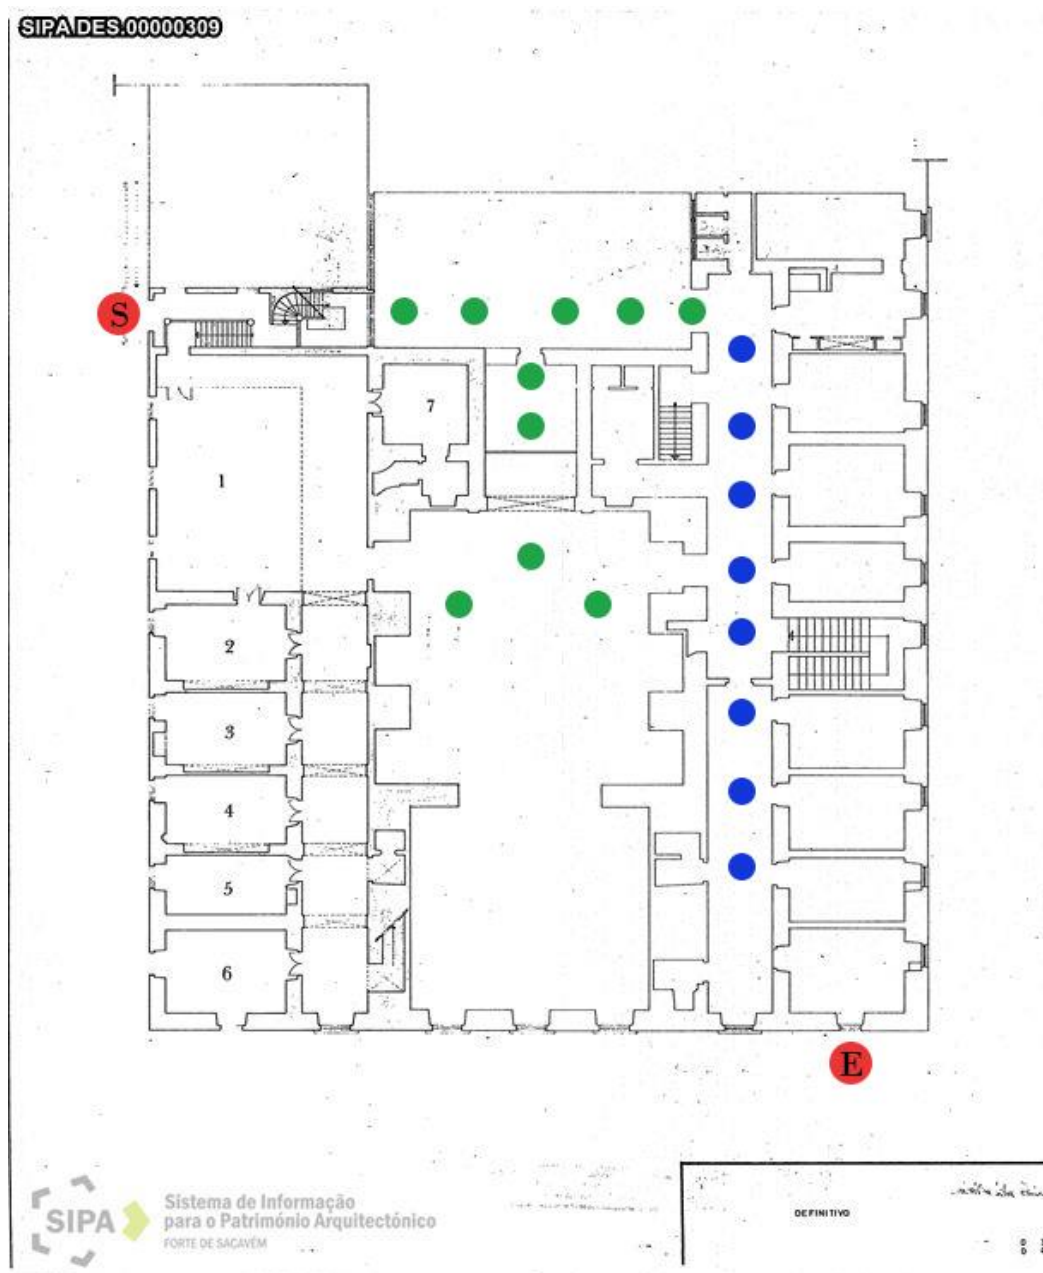 SIPA DES.00000309
S
7
1
2
3
4
5
6
E
SIPA
Sistema de Informação
para o Património Arquitectónico
FORTE DE SACAVÉM
DEFINITIVO